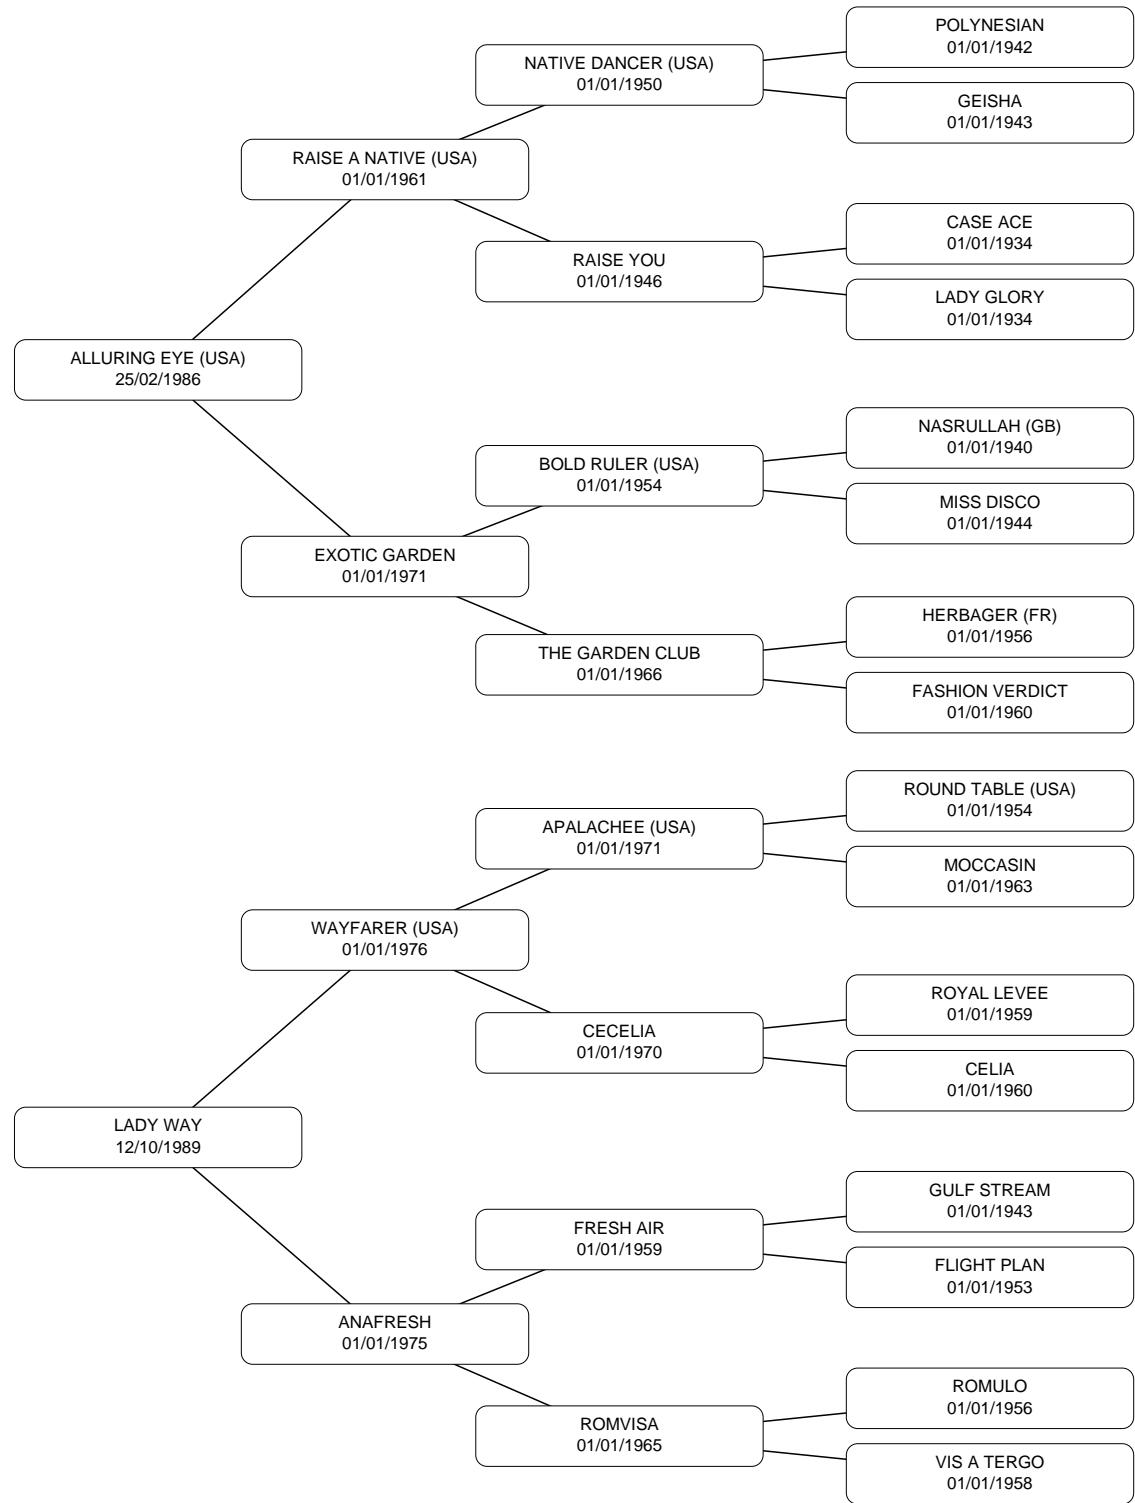 POLYNESIAN
01/01/1942
NATIVE DANCER (USA)
01/01/1950
GEISHA
01/01/1943
RAISE A NATIVE (USA)
01/01/1961
CASE ACE
01/01/1934
RAISE YOU
01/01/1946
LADY GLORY
01/01/1934
ALLURING EYE (USA)
25/02/1986
NASRULLAH (GB)
01/01/1940
BOLD RULER (USA)
01/01/1954
MISS DISCO
01/01/1944
EXOTIC GARDEN
01/01/1971
HERBAGER (FR)
01/01/1956
THE GARDEN CLUB
01/01/1966
FASHION VERDICT
01/01/1960
ROUND TABLE (USA)
01/01/1954
APALACHEE (USA)
01/01/1971
MOCCASIN
01/01/1963
WAYFARER (USA)
01/01/1976
ROYAL LEVEE
01/01/1959
CECELIA
01/01/1970
CELIA
01/01/1960
LADY WAY
12/10/1989
GULF STREAM
01/01/1943
FRESH AIR
01/01/1959
FLIGHT PLAN
01/01/1953
ANAFRESH
01/01/1975
ROMULO
01/01/1956
ROMVISA
01/01/1965
VIS A TERGO
01/01/1958